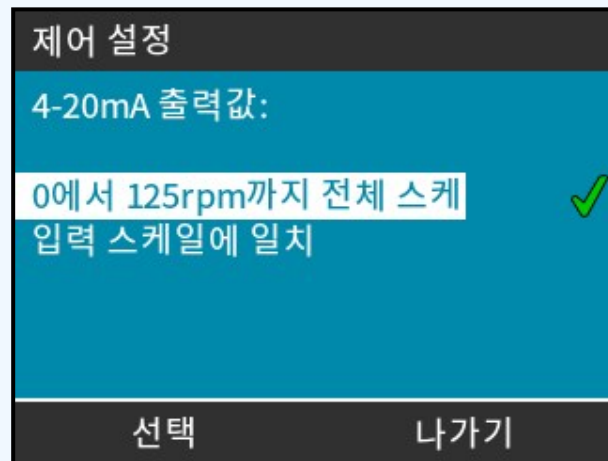 제어 설정
4-20mA 출력값:
0에서 125rpm까지 전체 스케
입력 스케일에 일치
선택
나가기